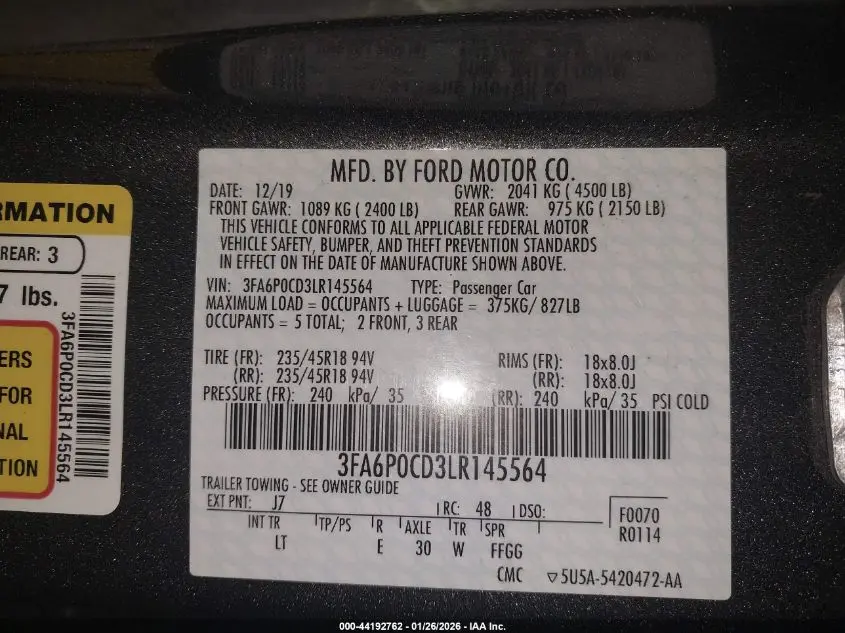 MFD. BY FORD MOTOR CO.
DATE: 12/19 GVWR: 2041 KG ( 4500 LB)
FRONT GAWR: 1089 KG ( 2400 LB) REAR GAWR: 975 KG ( 2150 LB)
THIS VEHICLE CONFORMS TO ALL APPLICABLE FEDERAL MOTOR
VEHICLE SAFETY, BUMPER, AND THEFT PREVENTION STANDARDS
IN EFFECT ON THE DATE OF MANUFACTURE SHOWN ABOVE.
VIN: 3FA6P0CD3LR145564 TYPE: Passenger Car
MAXIMUM LOAD = OCCUPANTS + LUGGAGE = 375KG/ 827LB
OCCUPANTS = 5 TOTAL; 2 FRONT, 3 REAR
TIRE (FR): 235/45R18 94V RIMS (FR): 18x8.0J
(RR): 235/45R18 94V (RR): 18x8.0J
PRESSURE (FR): 240 kPa/ 35 (RR): 240 kPa/ 35 PSI COLD
3FA6P0CD3LR145564
TRAILER TOWING - SEE OWNER GUIDE
EXT PNT: J7 RC: 48 DSO: F0070
R0114
INT TR TP/PS R AXLE TR SPR
LT E 30 W FFGG
CMC ▽ 5U5A-5420472-AA
RMATION
REAR: 3
7 lbs.
ERS
FOR
NAL
TION
3FA6P0CD3LR145564
000-44192762 - 01/26/2026 - IAA Inc.